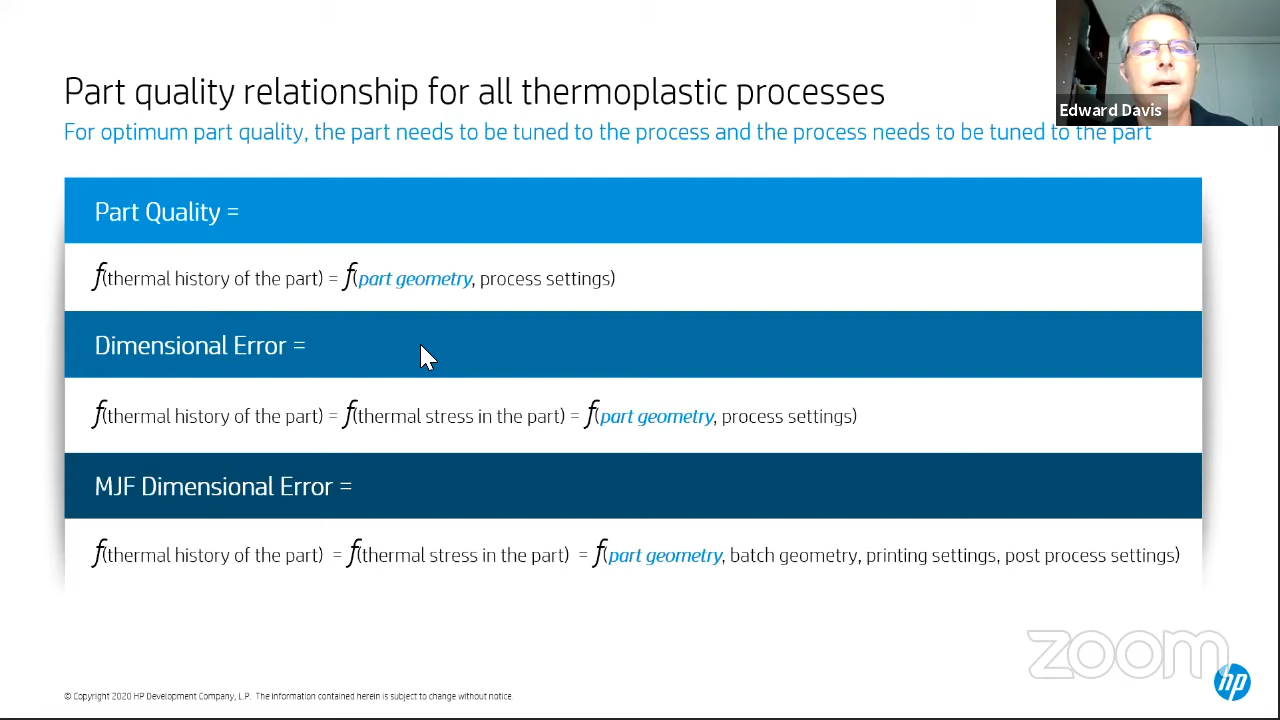 Part quality relationship for all thermoplastic processes
Edward Davis
For optimum part quality, the part needs to be tuned to the process and the process needs to be tuned to the part
Part Quality =
f(thermal history of the part) = f(part geometry, process settings)
Dimensional Error =
f(thermal history of the part) = f(thermal stress in the part) = f(part geometry, process settings)
MJF Dimensional Error =
f(thermal history of the part) = f(thermal stress in the part) = f(part geometry, batch geometry, printing settings, post process settings)
zoom
hp
© Copyright 2020 HP Development Company, L.P. The information contained herein is subject to change without notice.